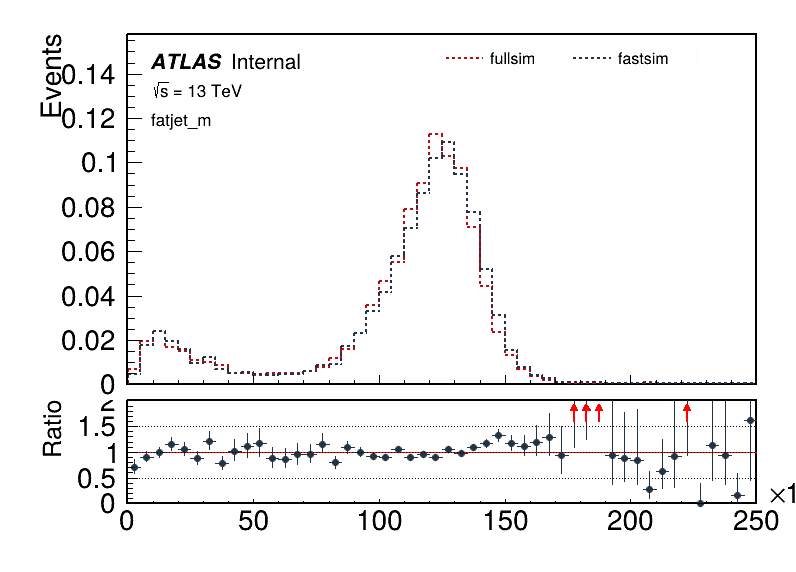 Events
ATLAS Internal
√s = 13 TeV
fatjet_m
fullsim
fastsim
0.14
0.12
0.1
0.08
0.06
0.04
0.02
0
Ratio
2
1.5
1
0.5
0
0 50 100 150 200 250
×1